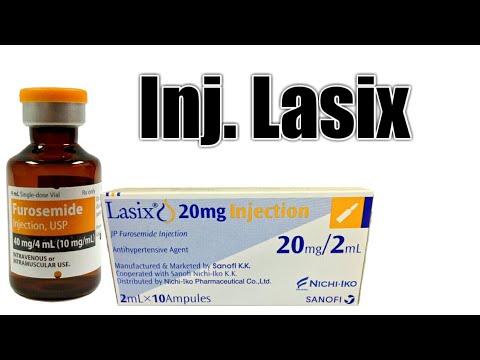 Inj. Lasix
4 mL Single-dose Vial
Rx only
Furosemide
Injection, USP
40 mg/4 mL (10 mg/mL)
INTRAVENOUS or
INTRAMUSCULAR USE.
Lasix® 20mg Injection
JP Furosemide Injection
20mg/2mL
Antihypertensive Agent
Manufactured & Marketed by Sanofi K.K.
Cooperated with Sanofi Nichi-Iko K.K.
Distributed by Nichi-Iko Pharmaceutical Co.,Ltd.
2mL×10Ampules
NICHI-IKO
SANOFI